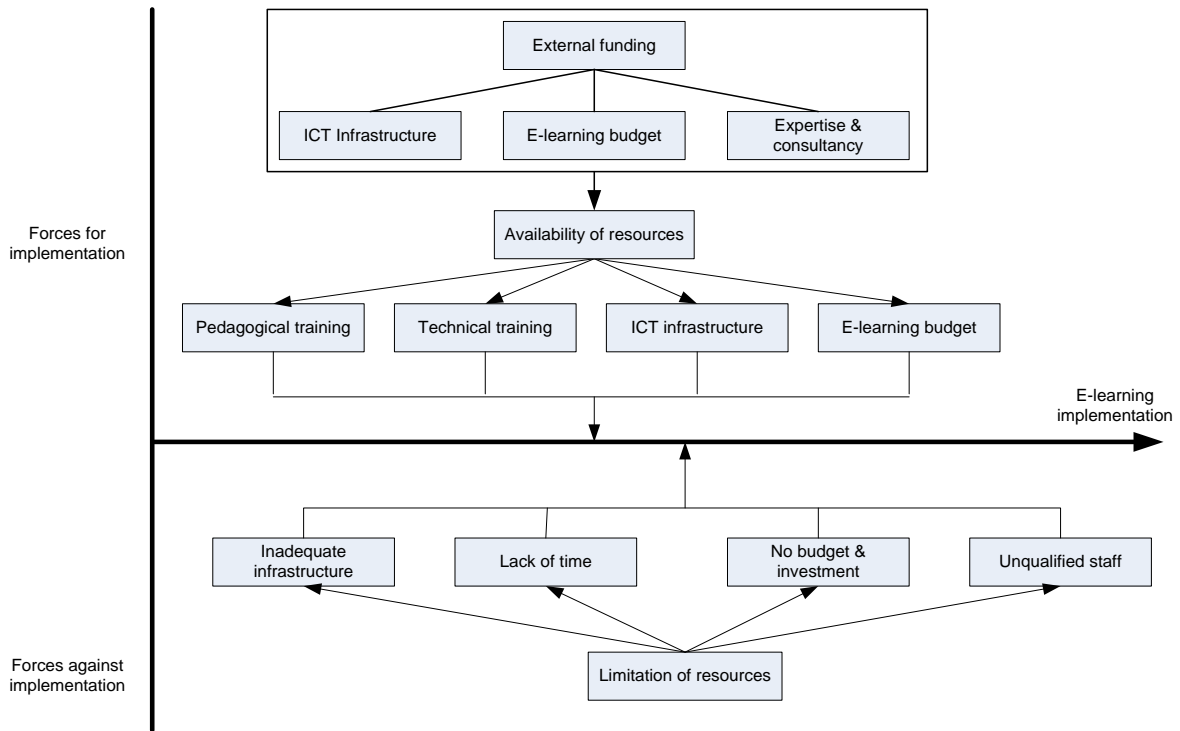 External funding
ICT Infrastructure
E-learning budget
Expertise &
consultancy
Forces for
implementation
Availability of resources
Pedagogical training
Technical training
ICT infrastructure
E-learning budget
E-learning
implementation
Inadequate
infrastructure
Lack of time
No budget &
investment
Unqualified staff
Forces against
implementation
Limitation of resources